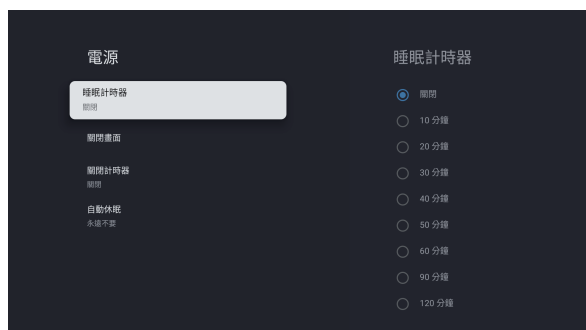 電源
睡眠計時器
關閉
關閉畫面
關閉計時器
關閉
自動休眠
永遠不要
睡眠計時器
關閉
10 分鐘
20 分鐘
30 分鐘
40 分鐘
50 分鐘
60 分鐘
90 分鐘
120 分鐘